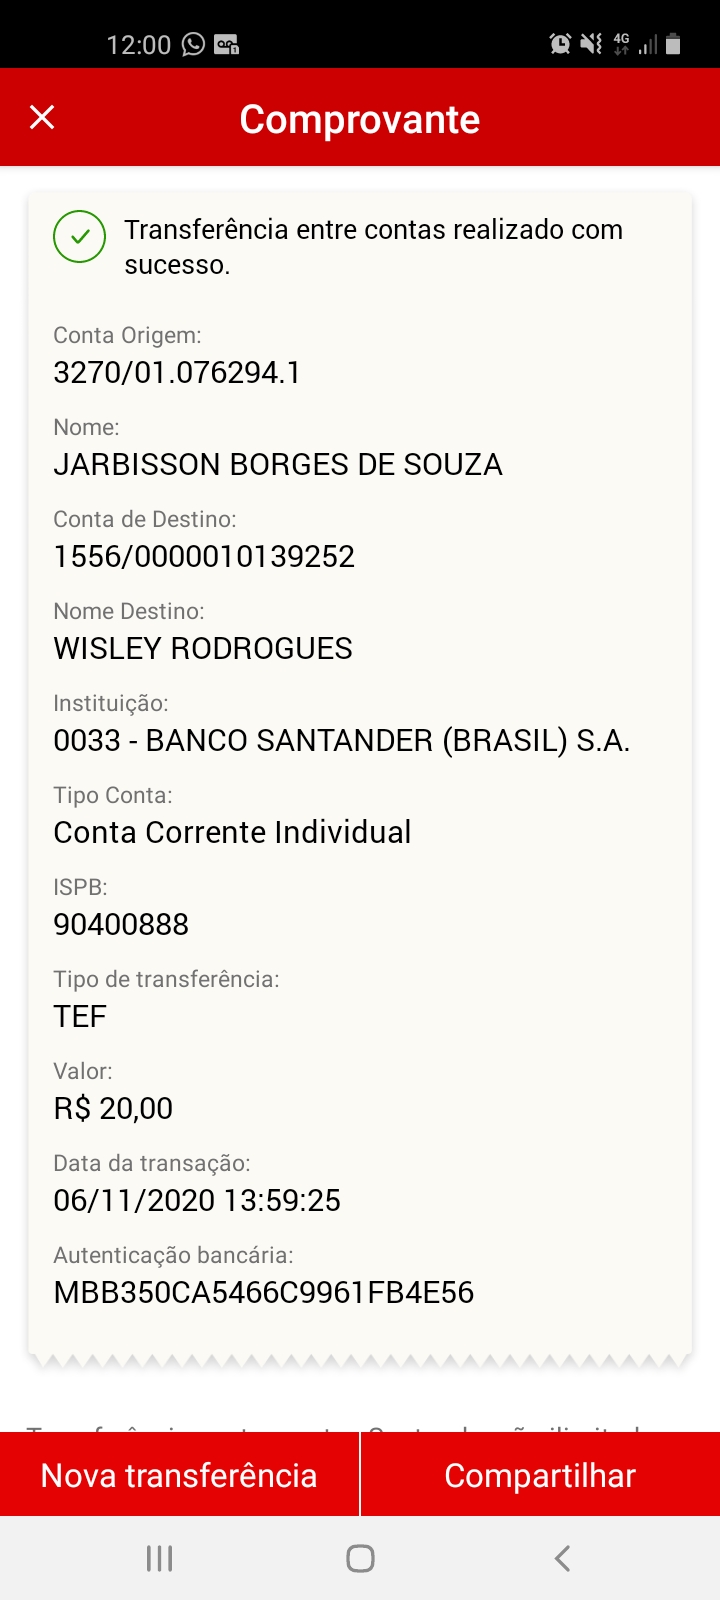 12:00
4G
Comprovante
Transferência entre contas realizado com
sucesso.
Conta Origem:
3270/01.076294.1
Nome:
JARBISSON BORGES DE SOUZA
Conta de Destino:
1556/0000010139252
Nome Destino:
WISLEY RODROGUES
Instituição:
0033 - BANCO SANTANDER (BRASIL) S.A.
Tipo Conta:
Conta Corrente Individual
ISPB:
90400888
Tipo de transferência:
TEF
Valor:
R$ 20,00
Data da transação:
06/11/2020 13:59:25
Autenticação bancária:
MBB350CA5466C9961FB4E56
Nova transferência
Compartilhar